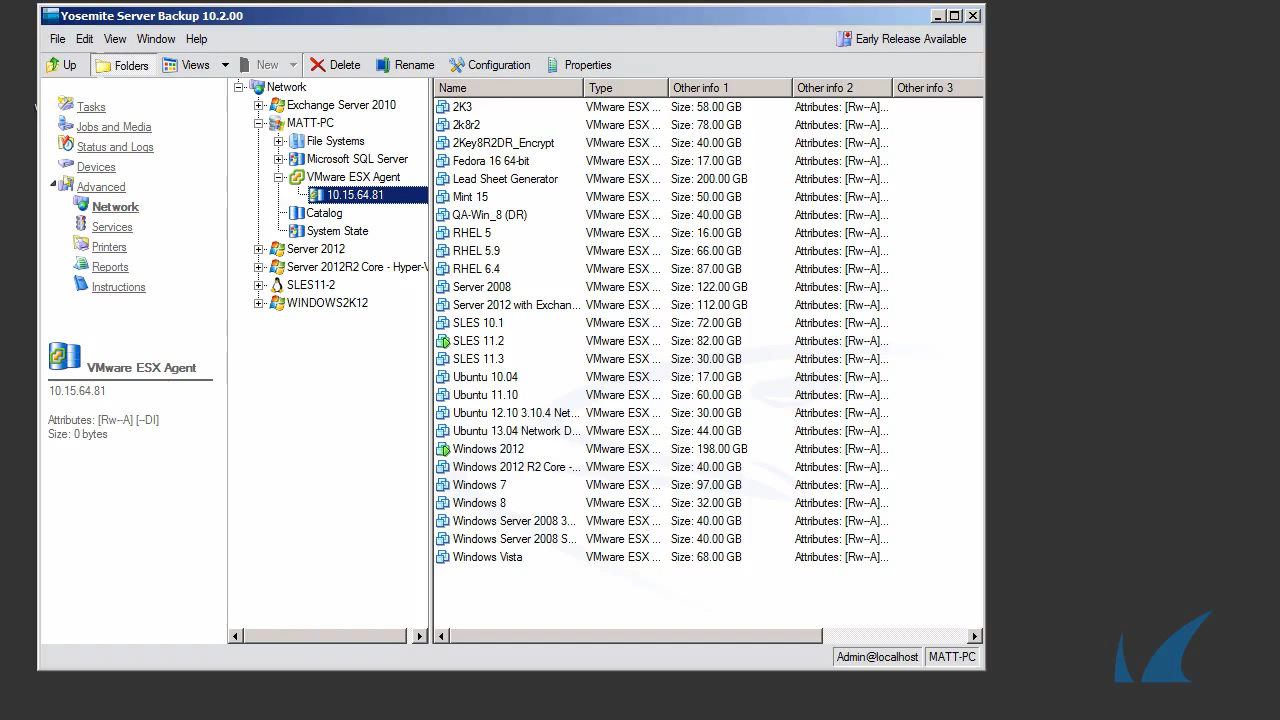 Yosemite Server Backup 10.2.00
File Edit View Window Help
Early Release Available
Up Folders Views New Delete Rename Configuration Properties
Tasks
Jobs and Media
Status and Logs
Devices
Advanced
Network
Services
Printers
Reports
Instructions
VMware ESX Agent
10.15.64.81
Attributes: [Rw--A] [--DI]
Size: 0 bytes
Network
Exchange Server 2010
MATT-PC
File Systems
Microsoft SQL Server
VMware ESX Agent
10.15.64.81
Catalog
System State
Server 2012
Server 2012R2 Core - Hyper-V
SLES11-2
WINDOWS2K12
Name Type Other info 1 Other info 2 Other info 3
2K3 VMware ESX ... Size: 58.00 GB Attributes: [Rw--A]...
2k8r2 VMware ESX ... Size: 78.00 GB Attributes: [Rw--A]...
2Key8R2DR_Encrypt VMware ESX ... Size: 40.00 GB Attributes: [Rw--A]...
Fedora 16 64-bit VMware ESX ... Size: 17.00 GB Attributes: [Rw--A]...
Lead Sheet Generator VMware ESX ... Size: 200.00 GB Attributes: [Rw--A]...
Mint 15 VMware ESX ... Size: 50.00 GB Attributes: [Rw--A]...
QA-Win_8 (DR) VMware ESX ... Size: 40.00 GB Attributes: [Rw--A]...
RHEL 5 VMware ESX ... Size: 16.00 GB Attributes: [Rw--A]...
RHEL 5.9 VMware ESX ... Size: 66.00 GB Attributes: [Rw--A]...
RHEL 6.4 VMware ESX ... Size: 87.00 GB Attributes: [Rw--A]...
Server 2008 VMware ESX ... Size: 122.00 GB Attributes: [Rw--A]...
Server 2012 with Exchan... VMware ESX ... Size: 112.00 GB Attributes: [Rw--A]...
SLES 10.1 VMware ESX ... Size: 72.00 GB Attributes: [Rw--A]...
SLES 11.2 VMware ESX ... Size: 82.00 GB Attributes: [Rw--A]...
SLES 11.3 VMware ESX ... Size: 30.00 GB Attributes: [Rw--A]...
Ubuntu 10.04 VMware ESX ... Size: 17.00 GB Attributes: [Rw--A]...
Ubuntu 11.10 VMware ESX ... Size: 60.00 GB Attributes: [Rw--A]...
Ubuntu 12.10 3.10.4 Net... VMware ESX ... Size: 30.00 GB Attributes: [Rw--A]...
Ubuntu 13.04 Network D... VMware ESX ... Size: 44.00 GB Attributes: [Rw--A]...
Windows 2012 VMware ESX ... Size: 198.00 GB Attributes: [Rw--A]...
Windows 2012 R2 Core -... VMware ESX ... Size: 40.00 GB Attributes: [Rw--A]...
Windows 7 VMware ESX ... Size: 97.00 GB Attributes: [Rw--A]...
Windows 8 VMware ESX ... Size: 32.00 GB Attributes: [Rw--A]...
Windows Server 2008 3... VMware ESX ... Size: 40.00 GB Attributes: [Rw--A]...
Windows Server 2008 S... VMware ESX ... Size: 40.00 GB Attributes: [Rw--A]...
Windows Vista VMware ESX ... Size: 68.00 GB Attributes: [Rw--A]...
Admin@localhost MATT-PC